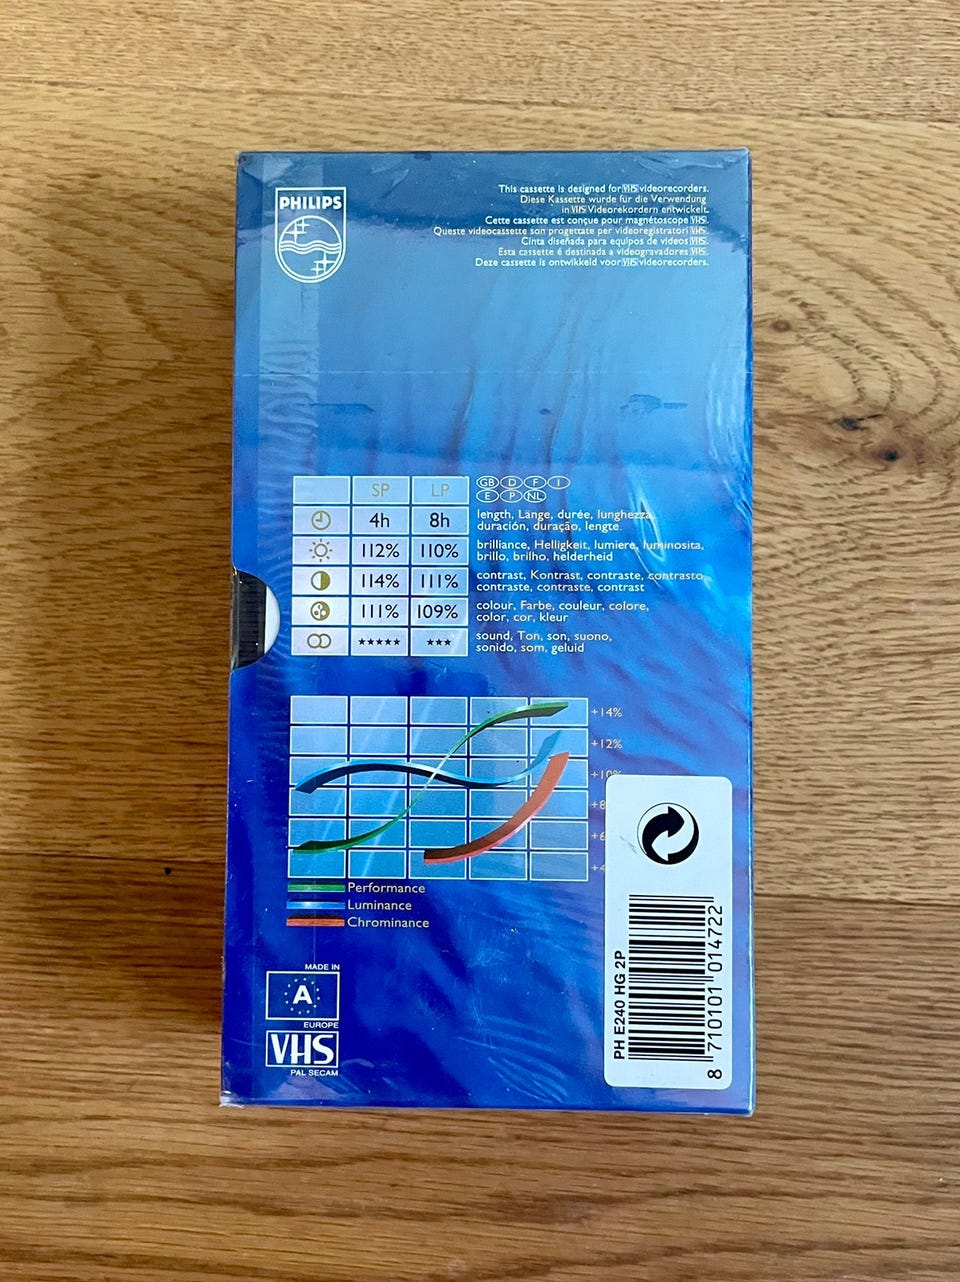 PHILIPS
This cassette is designed for VHS videorecorders.
Diese Kassette wurde für die Verwendung
in VHS Videorekordern entwickelt.
Cette cassette est conçue pour magnétoscope VHS.
Queste videocassette son progettate per videoregistratori VHS.
Cinta diseñada para equipos de videos VHS.
Esta cassette é destinada a videogravadores VHS.
Deze cassette is ontwikkeld voor VHS videorecorders.
SP LP
GB D F I
E P NL
4h 8h
length, Länge, durée, lunghezza,
duración, duração, lengte
112% 110%
brilliance, Helligkeit, lumiere, luminosita,
brillo, brilho, helderheid
114% 111%
contrast, Kontrast, contraste, contrasto,
contraste, contraste, contrast
111% 109%
colour, Farbe, couleur, colore,
color, cor, kleur
★★★★★ ★★★
sound, Ton, son, suono,
sonido, som, geluid
+14%
+12%
+10%
+8
+6
+4
Performance
Luminance
Chrominance
MADE IN
A
EUROPE
VHS
PAL SECAM
PH E240 HG 2P
8 710101 014722